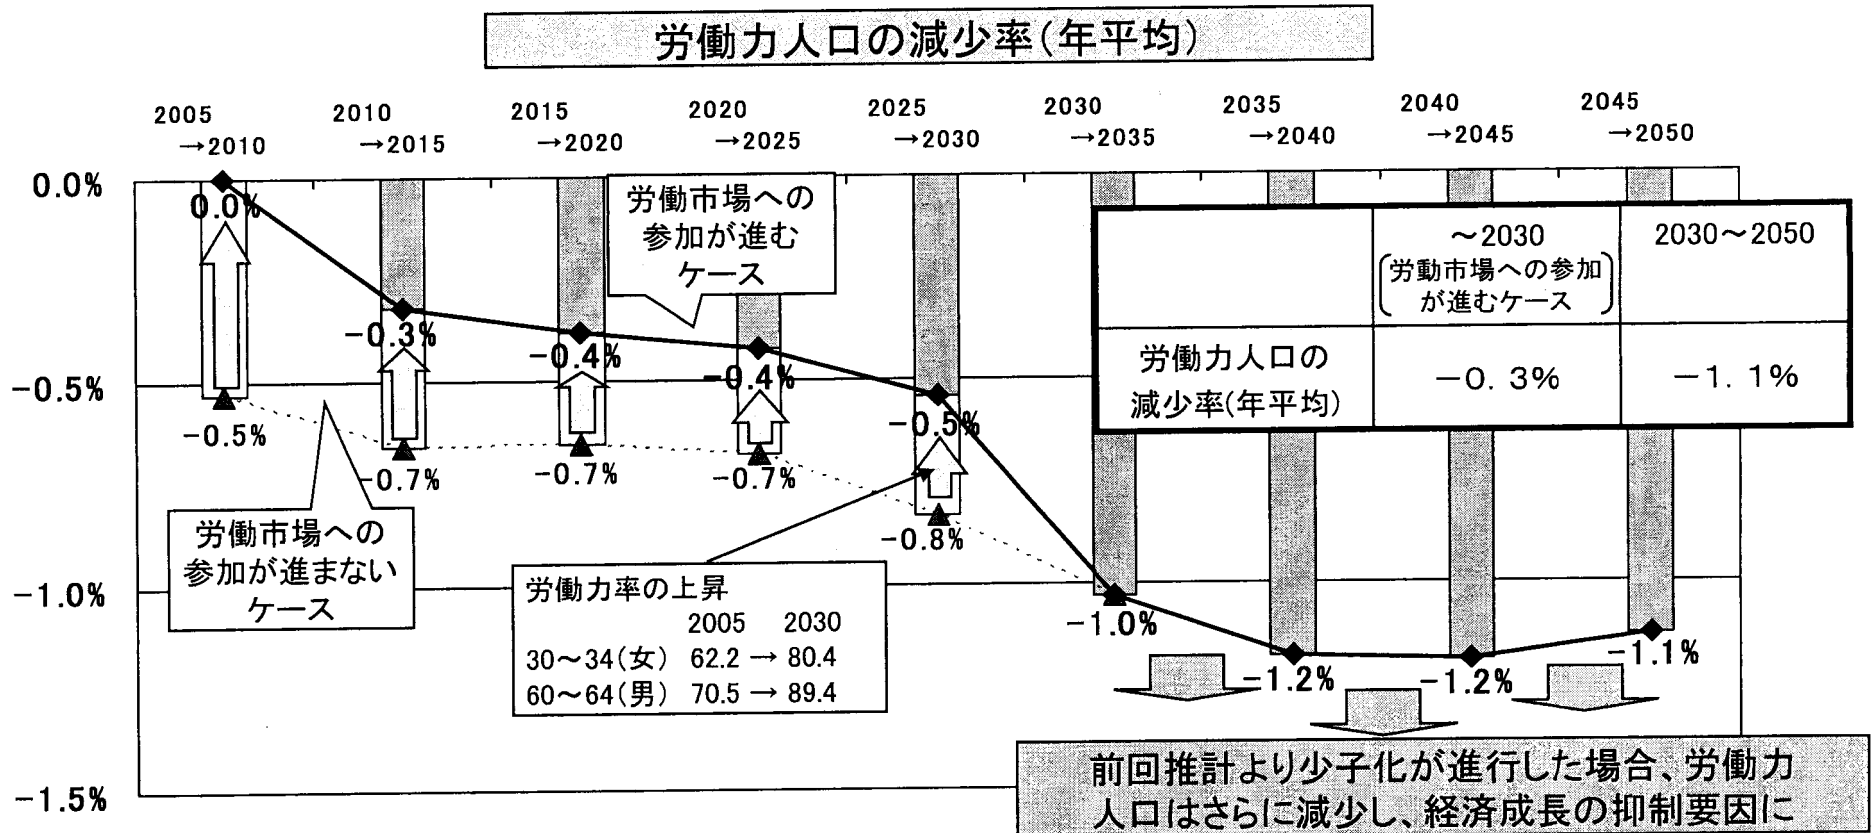 労働力人口の減少率(年平均)
2005
→2010
2010
→2015
2015
→2020
2020
→2025
2025
→2030
2030
→2035
2035
→2040
2040
→2045
2045
→2050
0.0%
-0.5%
-1.0%
-1.5%
0.0%
-0.3%
-0.4%
-0.4%
-0.5%
-1.0%
-1.2%
-1.2%
-1.1%
-0.5%
-0.7%
-0.7%
-0.7%
-0.8%
労働市場への
参加が進む
ケース
労働市場への
参加が進まない
ケース
労働力率の上昇
2005 2030
30～34(女) 62.2 → 80.4
60～64(男) 70.5 → 89.4
～2030
(労働市場への参加
が進むケース)
2030～2050
労働力人口の
減少率(年平均)
-0.3%
-1.1%
前回推計より少子化が進行した場合、労働力
人口はさらに減少し、経済成長の抑制要因に